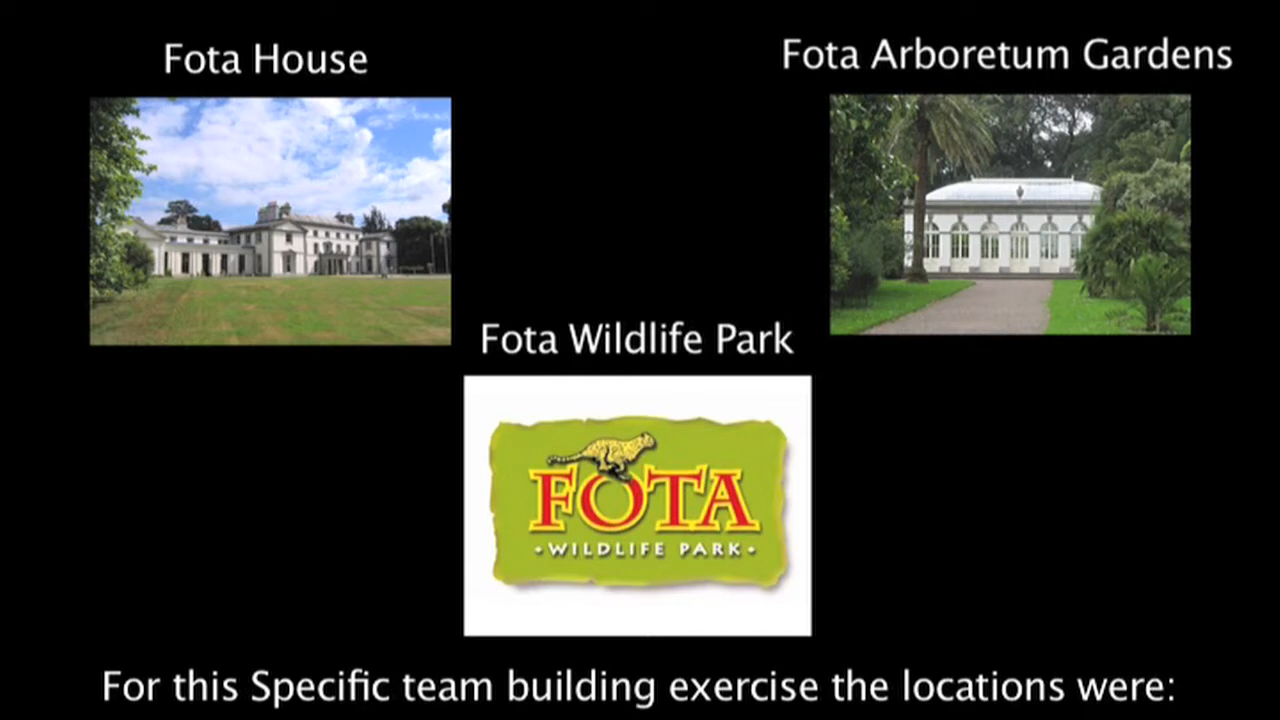 Fota House
Fota Arboretum Gardens
Fota Wildlife Park
FOTA
•WILDLIFE PARK•
For this Specific team building exercise the locations were: